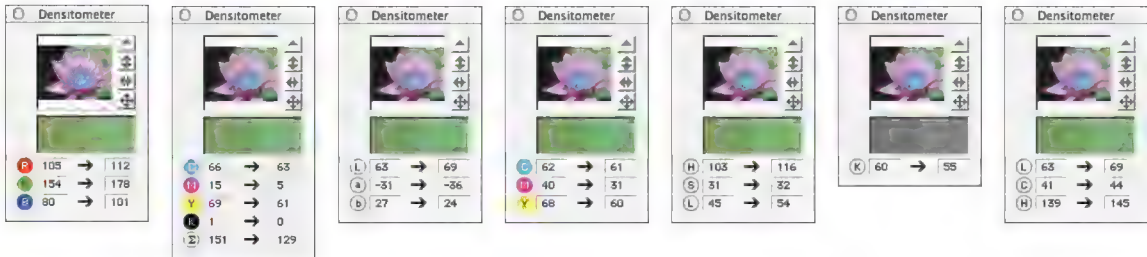 Densitometer
R 105 → 112
154 → 178
B 80 → 101
Densitometer
C 66 → 63
M 15 → 5
Y 69 → 61
K 1 → 0
Σ 151 → 129
Densitometer
L 63 → 69
a -31 → -36
b 27 → 24
Densitometer
C 62 → 61
M 40 → 31
Y 68 → 60
Densitometer
H 103 → 116
S 31 → 32
L 45 → 54
Densitometer
K 60 → 55
Densitometer
L 63 → 69
C 41 → 44
H 139 → 145